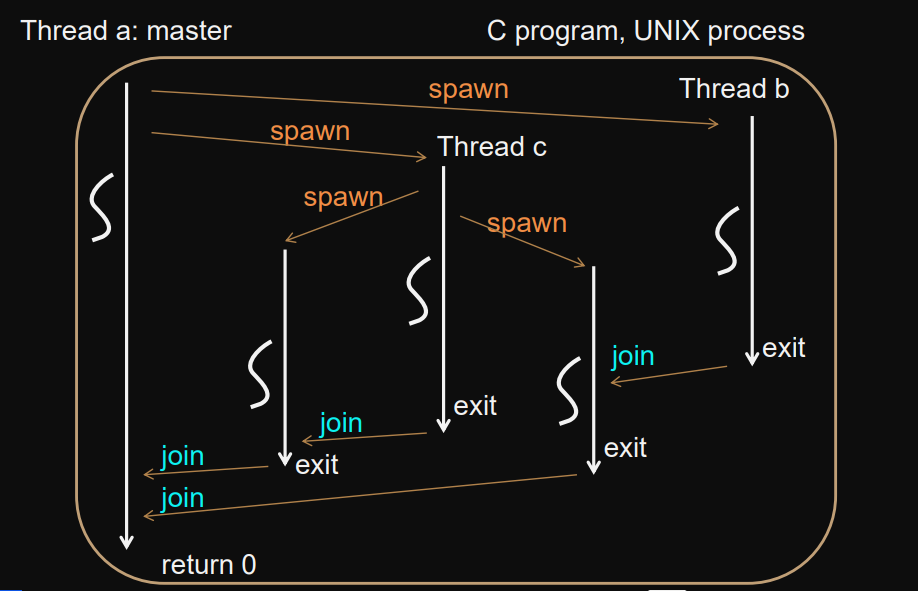 Thread a: master
C program, UNIX process
spawn
Thread b
spawn
Thread c
spawn
spawn
exit
join
exit
join
exit
join
exit
join
return 0